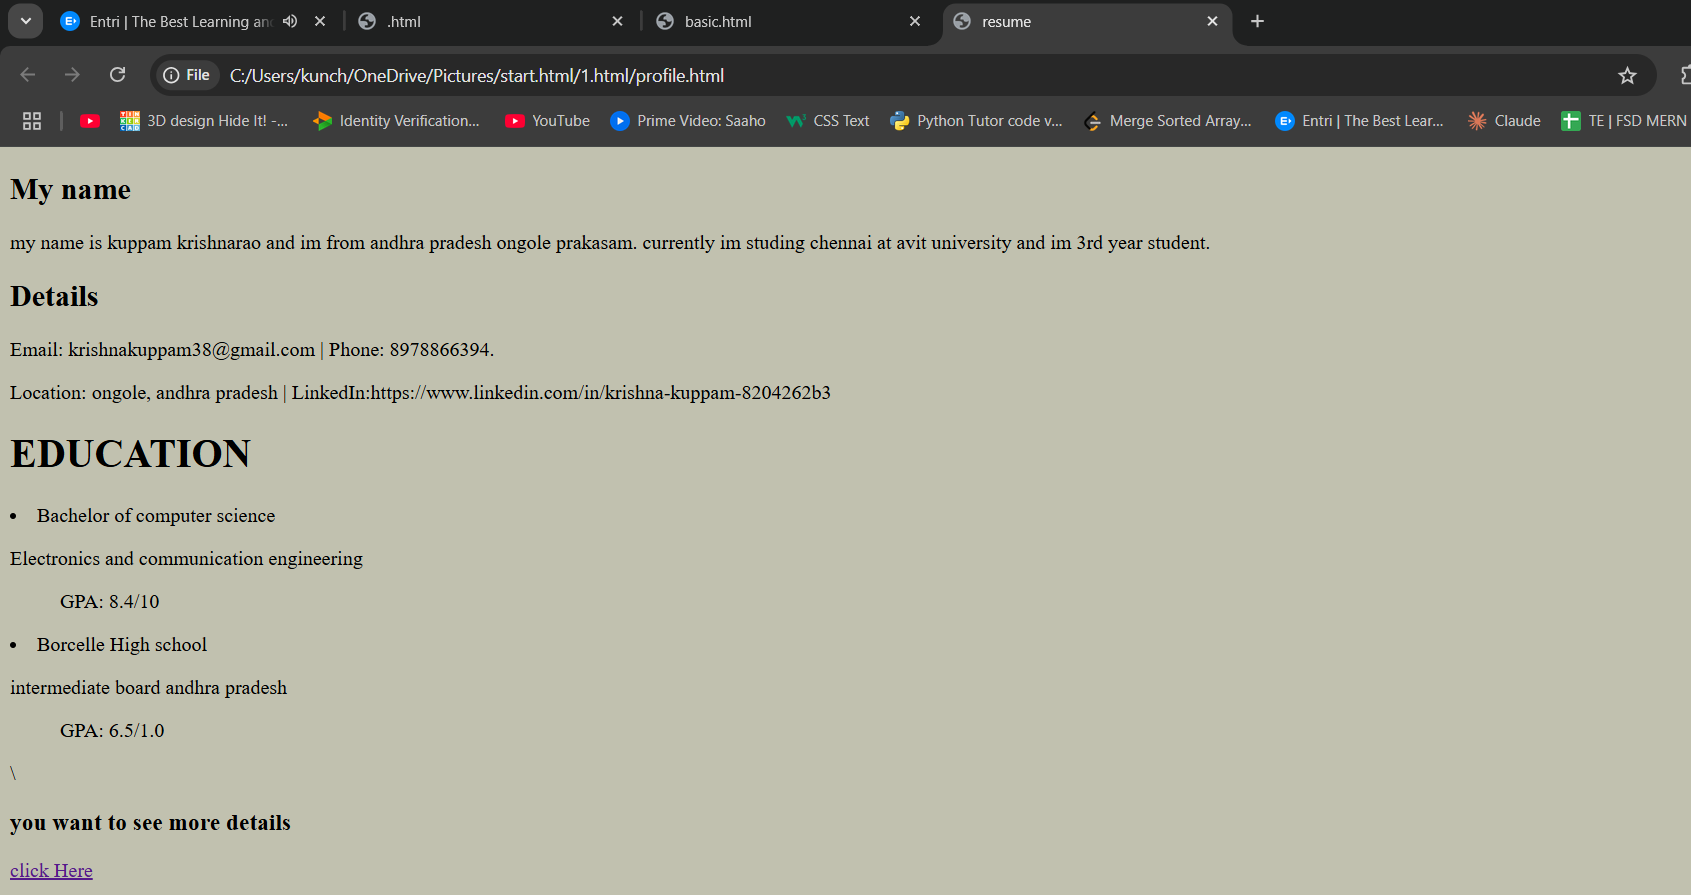 Entri | The Best Learning an
.html
basic.html
resume
File
C:/Users/kunch/OneDrive/Pictures/start.html/1.html/profile.html
3D design Hide It! -...
Identity Verification...
YouTube
Prime Video: Saaho
CSS Text
Python Tutor code v...
Merge Sorted Array...
Entri | The Best Lear...
Claude
TE | FSD MERN
My name
my name is kuppam krishnarao and im from andhra pradesh ongole prakasam. currently im studing chennai at avit university and im 3rd year student.
Details
Email: krishnakuppam38@gmail.com | Phone: 8978866394.
Location: ongole, andhra pradesh | LinkedIn:https://www.linkedin.com/in/krishna-kuppam-8204262b3
EDUCATION
• Bachelor of computer science
Electronics and communication engineering
GPA: 8.4/10
• Borcelle High school
intermediate board andhra pradesh
GPA: 6.5/1.0
\
you want to see more details
click Here